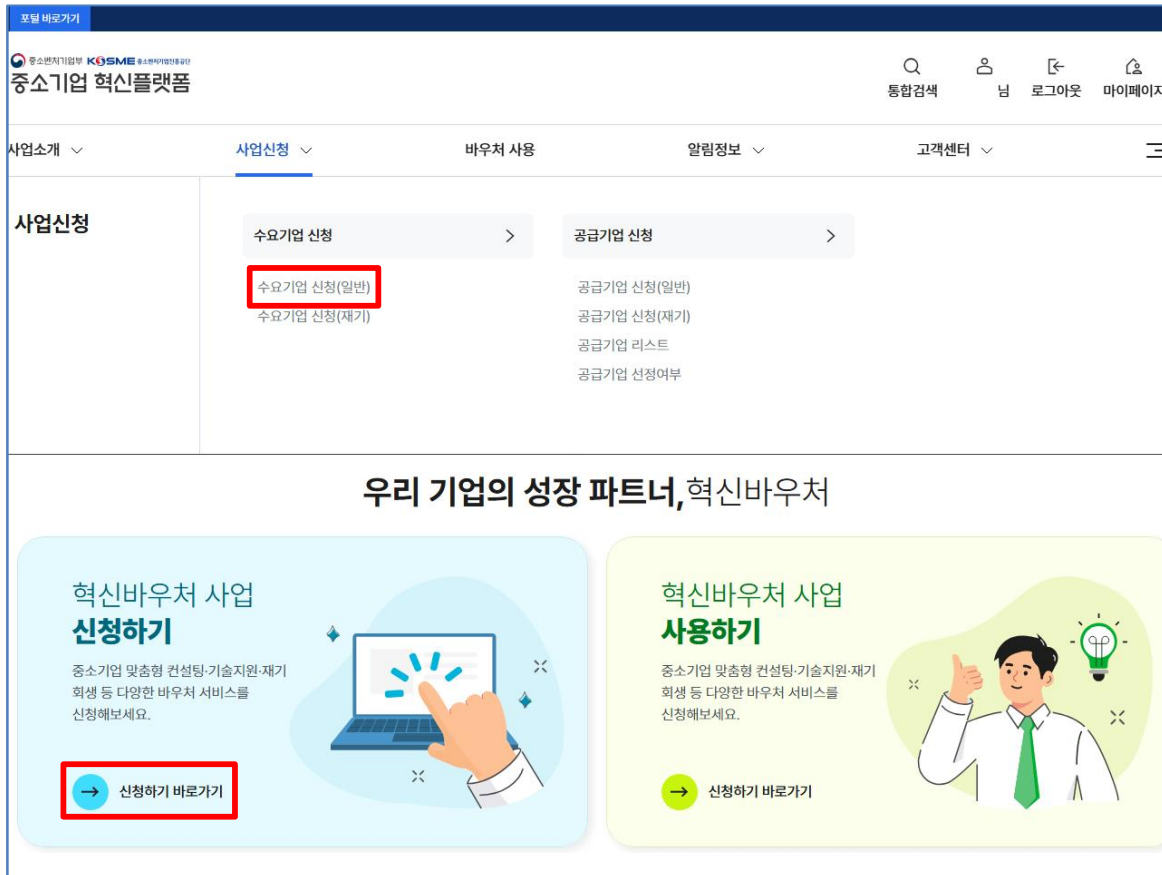 포털 바로가기
중소벤처기업부 KOSME 중소벤처기업진흥공단
중소기업 혁신플랫폼
통합검색 님 로그아웃 마이페이지
사업소개 사업신청 바우처 사용 알림정보 고객센터
사업신청
수요기업 신청
수요기업 신청(일반)
수요기업 신청(재기)
공급기업 신청
공급기업 신청(일반)
공급기업 신청(재기)
공급기업 리스트
공급기업 선정여부
우리 기업의 성장 파트너,혁신바우처
혁신바우처 사업
신청하기
중소기업 맞춤형 컨설팅·기술지원·재기
회생 등 다양한 바우처 서비스를
신청해보세요.
신청하기 바로가기
혁신바우처 사업
사용하기
중소기업 맞춤형 컨설팅·기술지원·재기
회생 등 다양한 바우처 서비스를
신청해보세요.
신청하기 바로가기